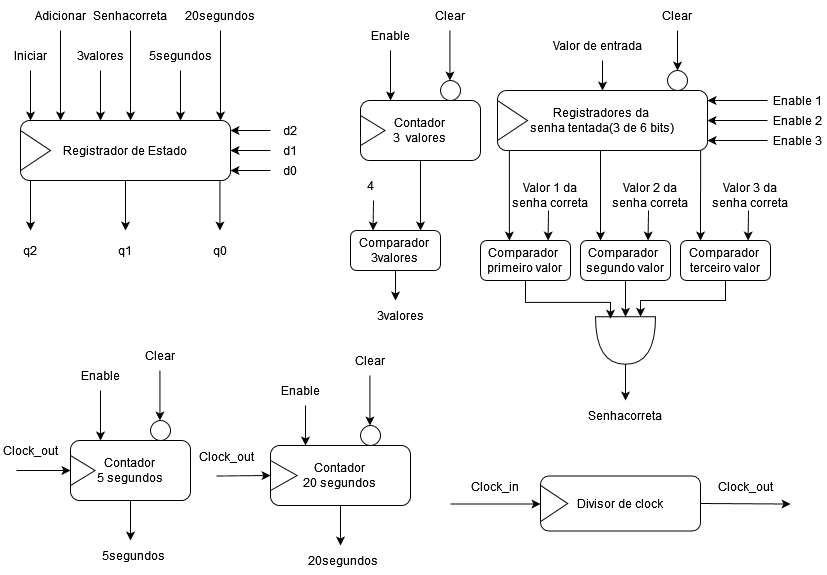 Adicionar Senhacorreta 20segundos
Iniciar 3valores 5segundos
Registrador de Estado
d2
d1
d0
q2 q1 q0
Clear
Enable
Contador
3 valores
4
Comparador
3valores
3valores
Clear
Valor de entrada
Registradores da
senha tentada(3 de 6 bits)
Enable 1
Enable 2
Enable 3
Valor 1 da
senha correta
Valor 2 da
senha correta
Valor 3 da
senha correta
Comparador
primeiro valor
Comparador
segundo valor
Comparador
terceiro valor
Senhacorreta
Clear
Enable
Clock_out
Contador
5 segundos
5segundos
Clear
Enable
Clock_out
Contador
20 segundos
20segundos
Clock_in
Divisor de clock
Clock_out